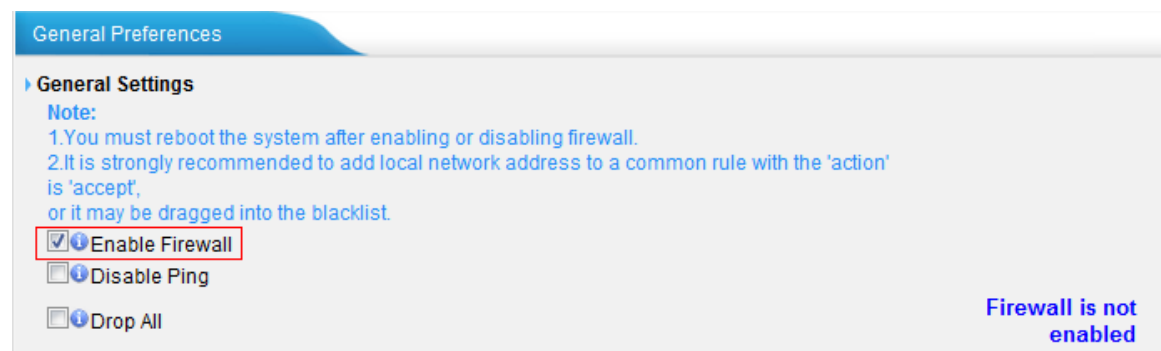 General Preferences
General Settings
Note:
1.You must reboot the system after enabling or disabling firewall.
2.It is strongly recommended to add local network address to a common rule with the 'action'
is 'accept',
or it may be dragged into the blacklist.
Enable Firewall
Disable Ping
Drop All
Firewall is not
enabled